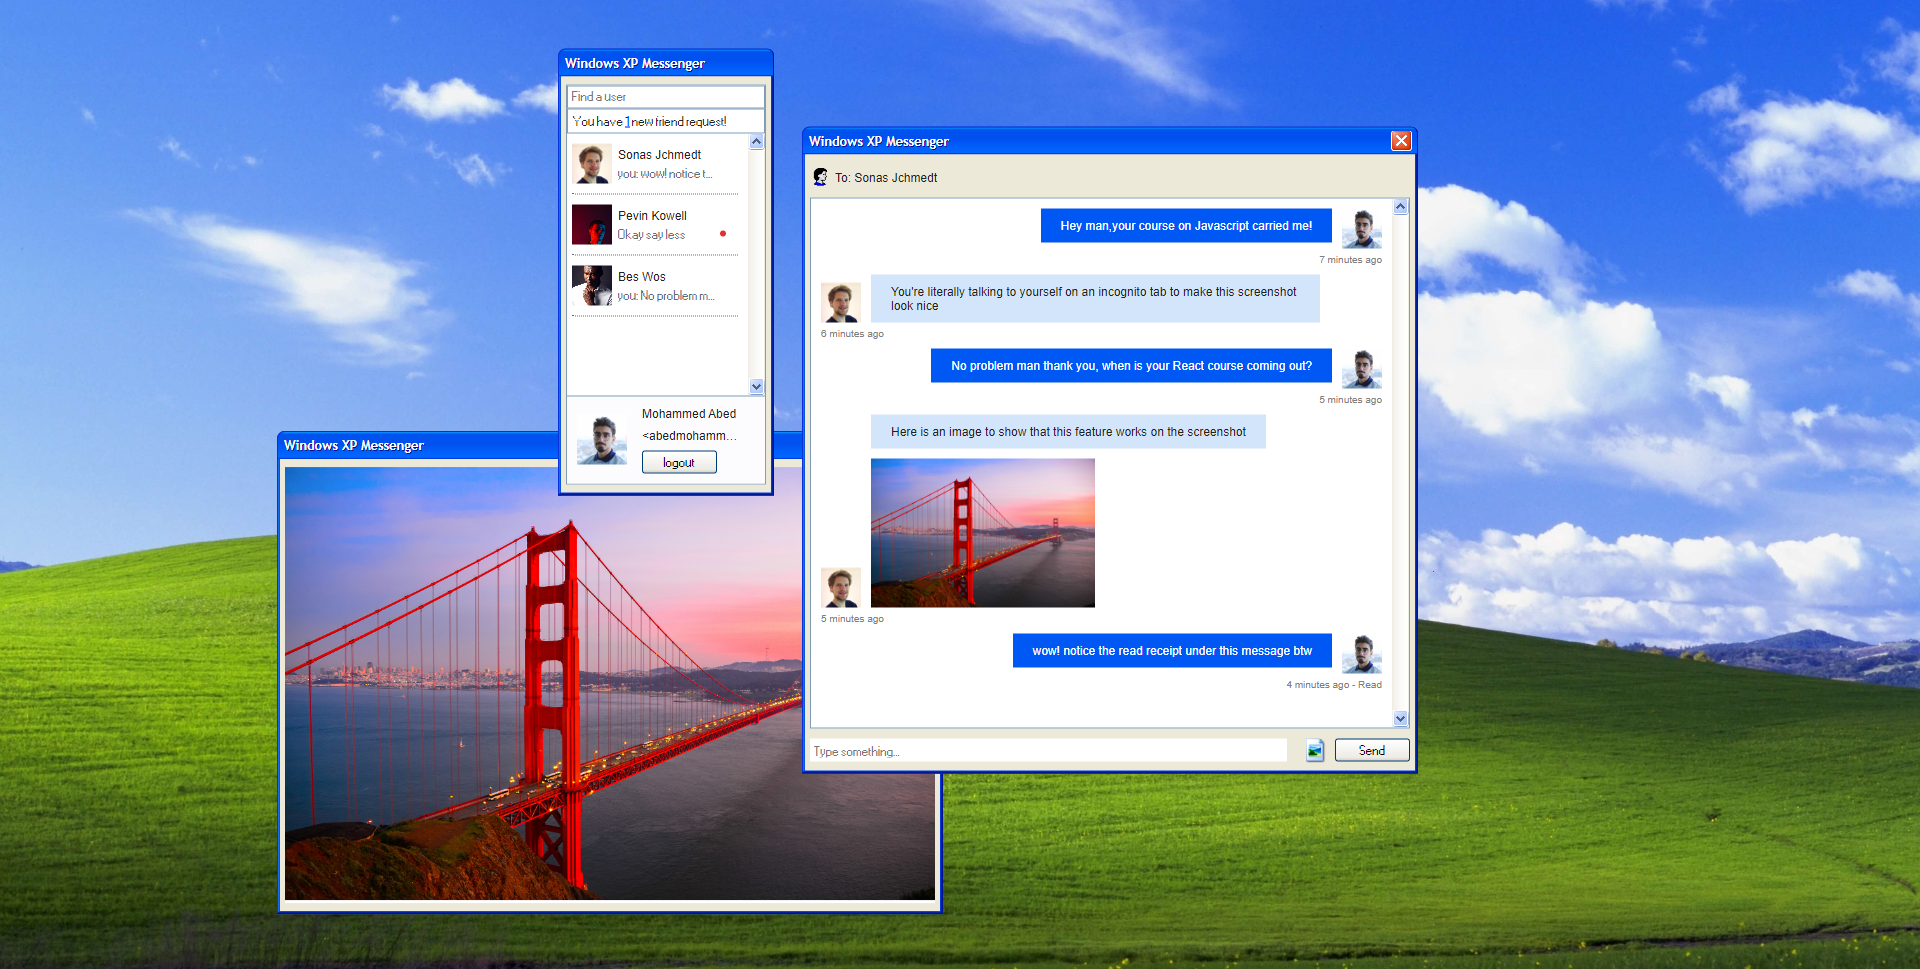 Windows XP Messenger
Find a user
You have 1 new friend request!
Sonas Jchmedt
you: wow! notice t...
Pevin Kowell
Okay say less
Bes Wos
you: No problem m...
Mohammed Abed
<abedmohamm...
logout
Windows XP Messenger
Windows XP Messenger
To: Sonas Jchmedt
Hey man,your course on Javascript carried me!
7 minutes ago
You're literally talking to yourself on an incognito tab to make this screenshot
look nice
6 minutes ago
No problem man thank you, when is your React course coming out?
5 minutes ago
Here is an image to show that this feature works on the screenshot
5 minutes ago
wow! notice the read receipt under this message btw
4 minutes ago - Read
Type something...
Send